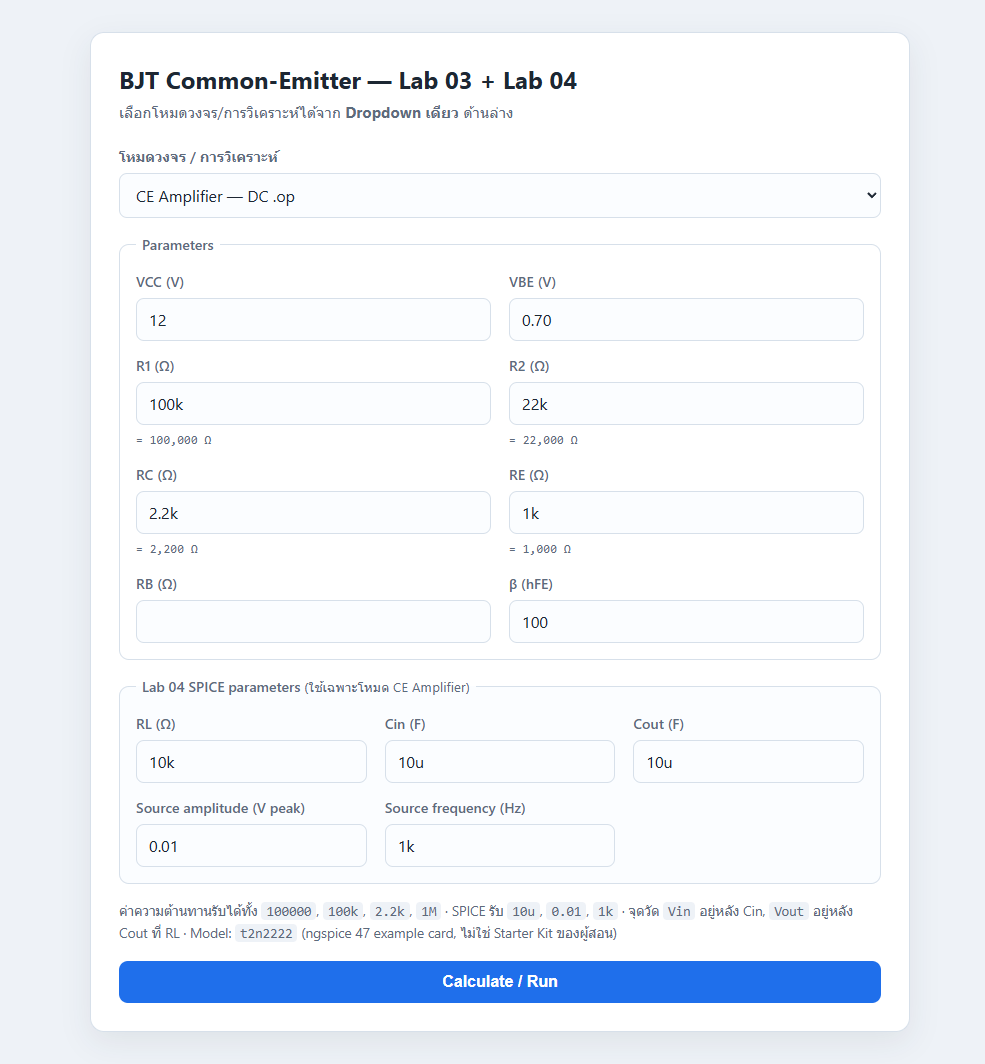 BJT Common-Emitter — Lab 03 + Lab 04
เลือกโหมดวงจร/การวิเคราะห์ได้จาก Dropdown เดียว ด้านล่าง
โหมดวงจร / การวิเคราะห์
CE Amplifier — DC .op
Parameters
VCC (V) VBE (V)
12 0.70
R1 (Ω) R2 (Ω)
100k 22k
= 100,000 Ω = 22,000 Ω
RC (Ω) RE (Ω)
2.2k 1k
= 2,200 Ω = 1,000 Ω
RB (Ω) β (hFE)
100
Lab 04 SPICE parameters (ใช้เฉพาะโหมด CE Amplifier)
RL (Ω) Cin (F) Cout (F)
10k 10u 10u
Source amplitude (V peak) Source frequency (Hz)
0.01 1k
ค่าความต้านทานรับได้ทั้ง 100000 , 100k , 2.2k , 1M · SPICE รับ 10u , 0.01 , 1k · จุดวัด Vin อยู่หลัง Cin, Vout อยู่หลัง
Cout ที่ RL · Model: t2n2222 (ngspice 47 example card, ไม่ใช่ Starter Kit ของผู้สอน)
Calculate / Run